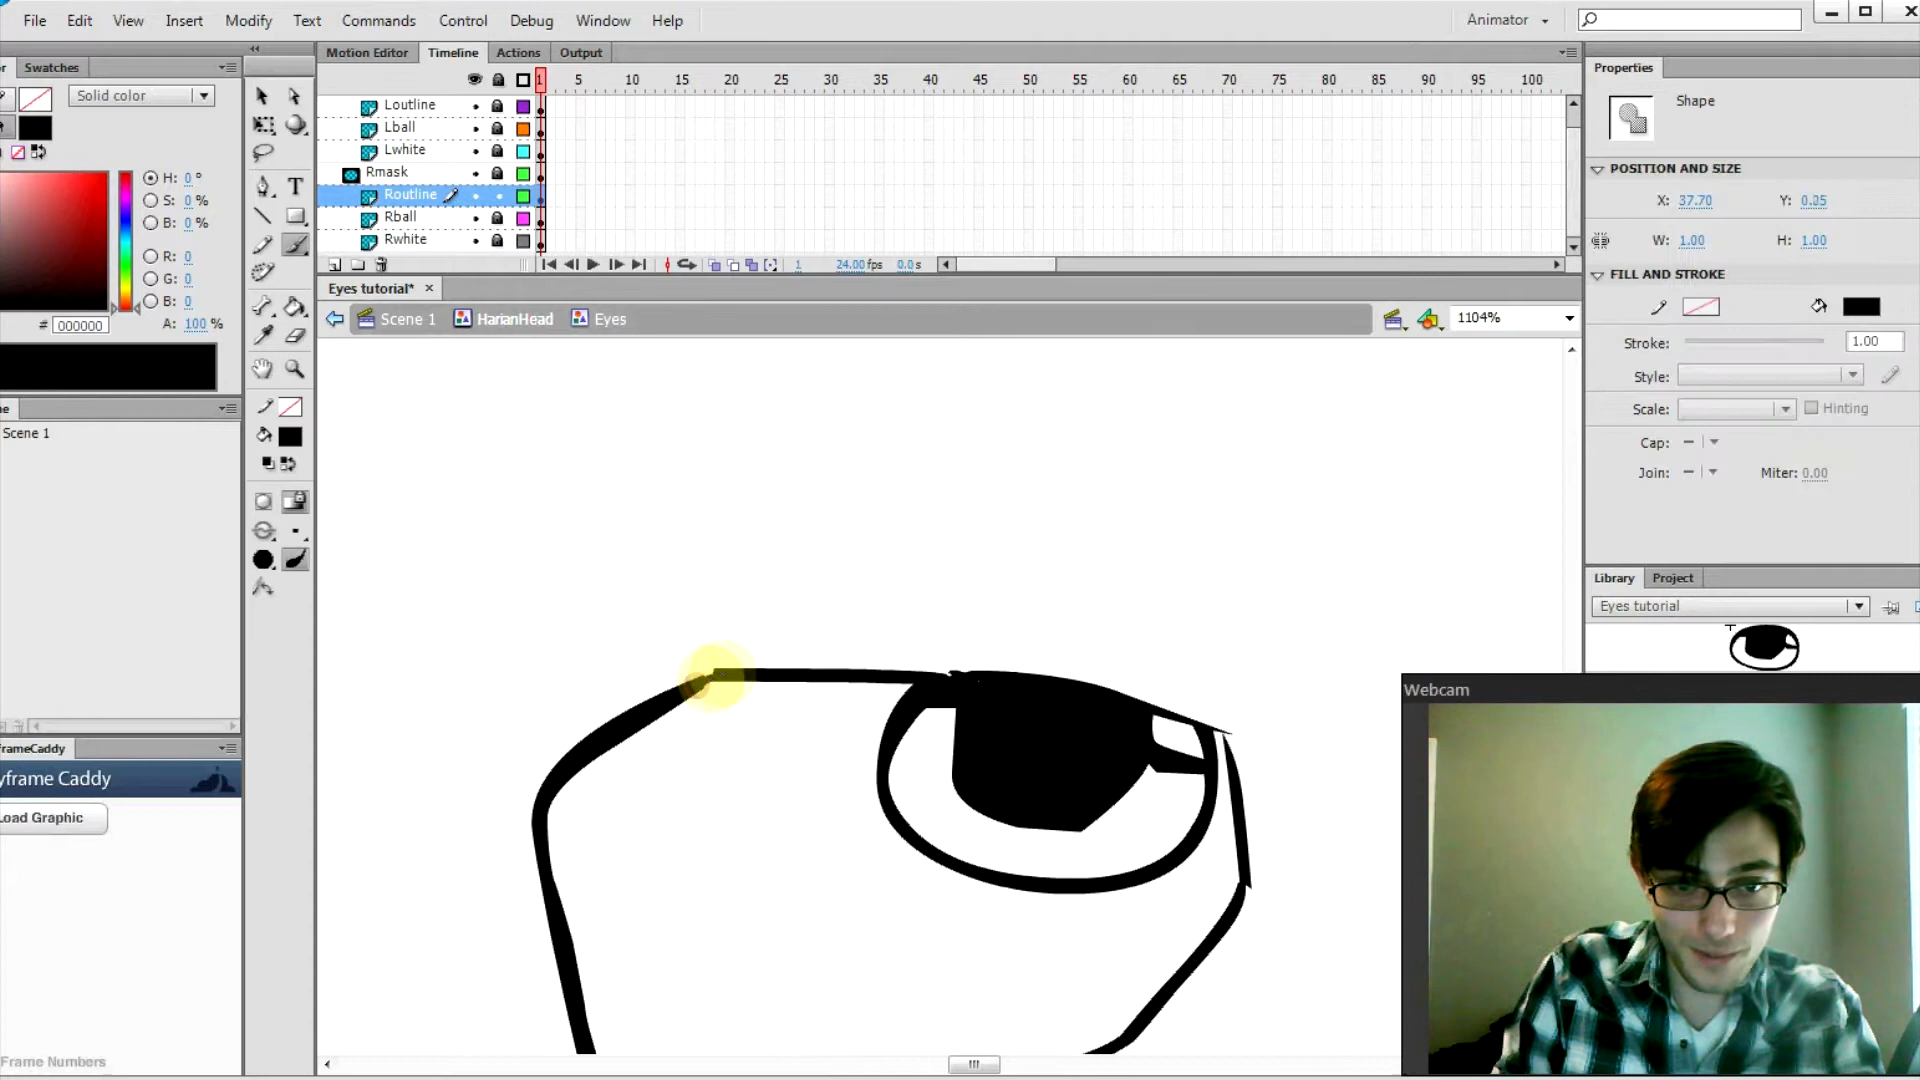 File Edit View Insert Modify Text Commands Control Debug Window Help Animator
Motion Editor Timeline Actions Output
Swatches
Properties
1 5 10 15 20 25 30 35 40 45 50 55 60 65 70 75 80 85 90 95 100
Solid color
Shape
Loutline
Lball
Lwhite
Rmask
Routline
Rball
Rwhite
H: 0 °
S: 0 %
B: 0 %
R: 0
G: 0
B: 0
# 000000 A: 100 %
T
POSITION AND SIZE
X: 37.70 Y: 0.35
W: 1.00 H: 1.00
1 24.00fps 0.0s
FILL AND STROKE
Eyes tutorial* ×
Scene 1 HarianHead Eyes 1104%
Stroke: 1.00
Style:
Scale: Hinting
Cap:
Join: Miter: 0.00
Scene 1
Library Project
Eyes tutorial
Webcam
frameCaddy
yframe Caddy
Load Graphic
Frame Numbers